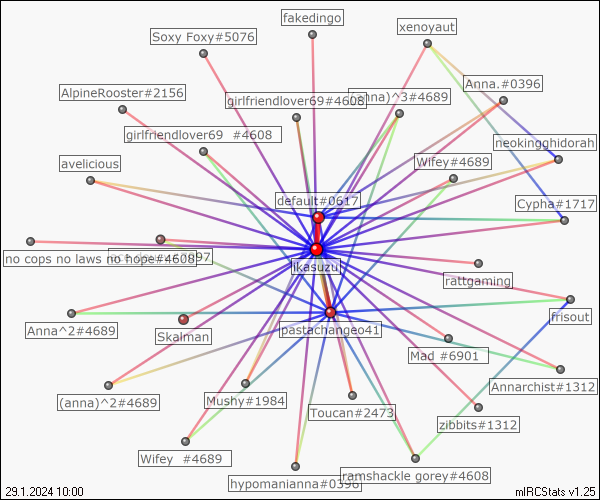 fakedingo
xenoyaut
Soxy Foxy#5076
Anna.#0396
AlpineRooster#2156
girlfriendlover69#4608
(anna)^3#4689
girlfriendlover69 #4608
neokingghidorah
avelicious
Wifey#4689
default#0617
Cypha#1717
no cops no laws no hope.#4608
likasuzu
rattgaming
frisout
Anna^2#4689
Skalman
pastachangeo41
Mad #6901
Annarchist#1312
(anna)^2#4689
Mushy#1984
Toucan#2473
zibbits#1312
Wifey #4689
hypomanianna#0396
ramshackle gorey#4608
29.1.2024 10:00
mIRCStats v1.25